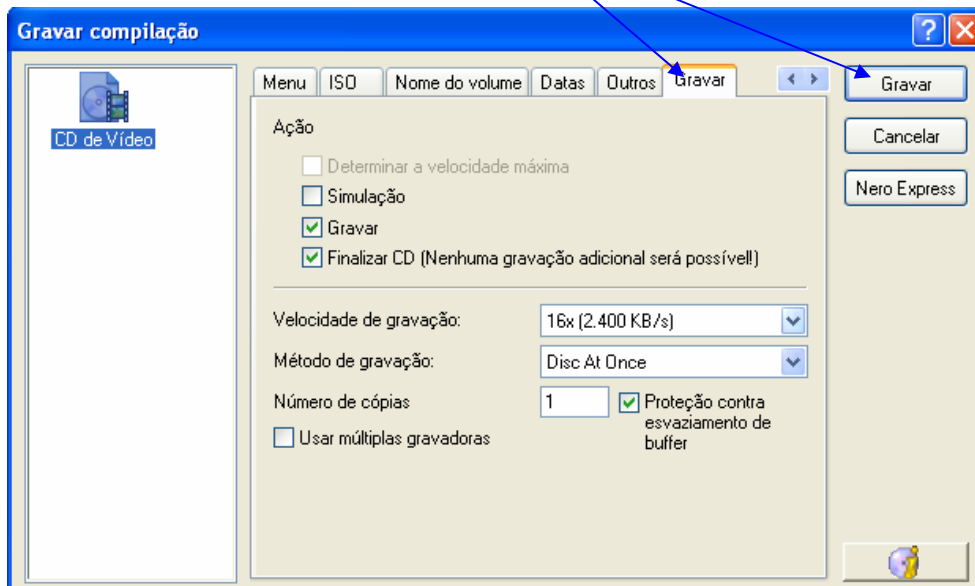 Gravar compilação
CD de Vídeo
Menu ISO Nome do volume Datas Outros Gravar
Ação
Determinar a velocidade máxima
Simulação
Gravar
Finalizar CD (Nenhuma gravação adicional será possível!)
Velocidade de gravação: 16x (2.400 KB/s)
Método de gravação: Disc At Once
Número de cópias 1 Proteção contra
esvaziamento de
buffer
Usar múltiplas gravadoras
Gravar
Cancelar
Nero Express